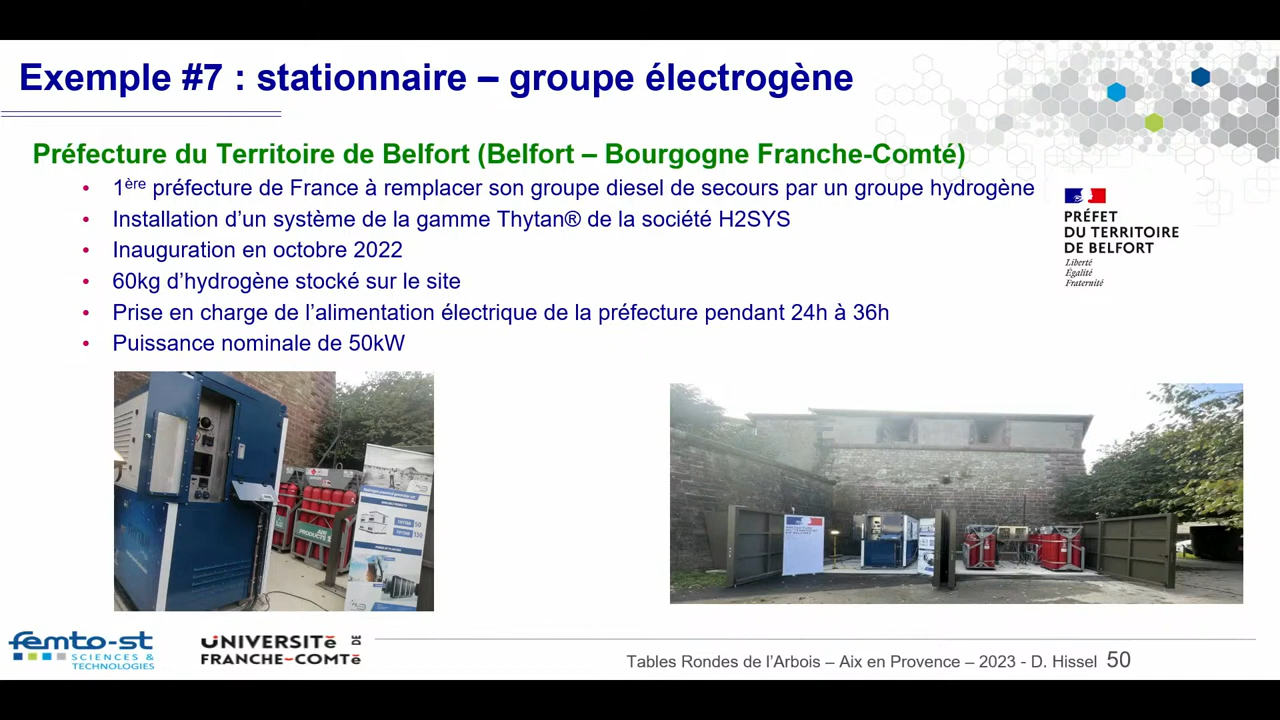 Exemple #7 : stationnaire – groupe électrogène
Préfecture du Territoire de Belfort (Belfort – Bourgogne Franche-Comté)
• 1ère préfecture de France à remplacer son groupe diesel de secours par un groupe hydrogène
• Installation d’un système de la gamme Thytan® de la société H2SYS
• Inauguration en octobre 2022
• 60kg d’hydrogène stocké sur le site
• Prise en charge de l’alimentation électrique de la préfecture pendant 24h à 36h
• Puissance nominale de 50kW
PRÉFET
DU TERRITOIRE
DE BELFORT
Liberté
Égalité
Fraternité
PRODUCTS
femto-st
SCIENCES &
TECHNOLOGIES
UNIVERSITé DE
FRANCHE-COMTé
Tables Rondes de l’Arbois – Aix en Provence – 2023 - D. Hissel 50